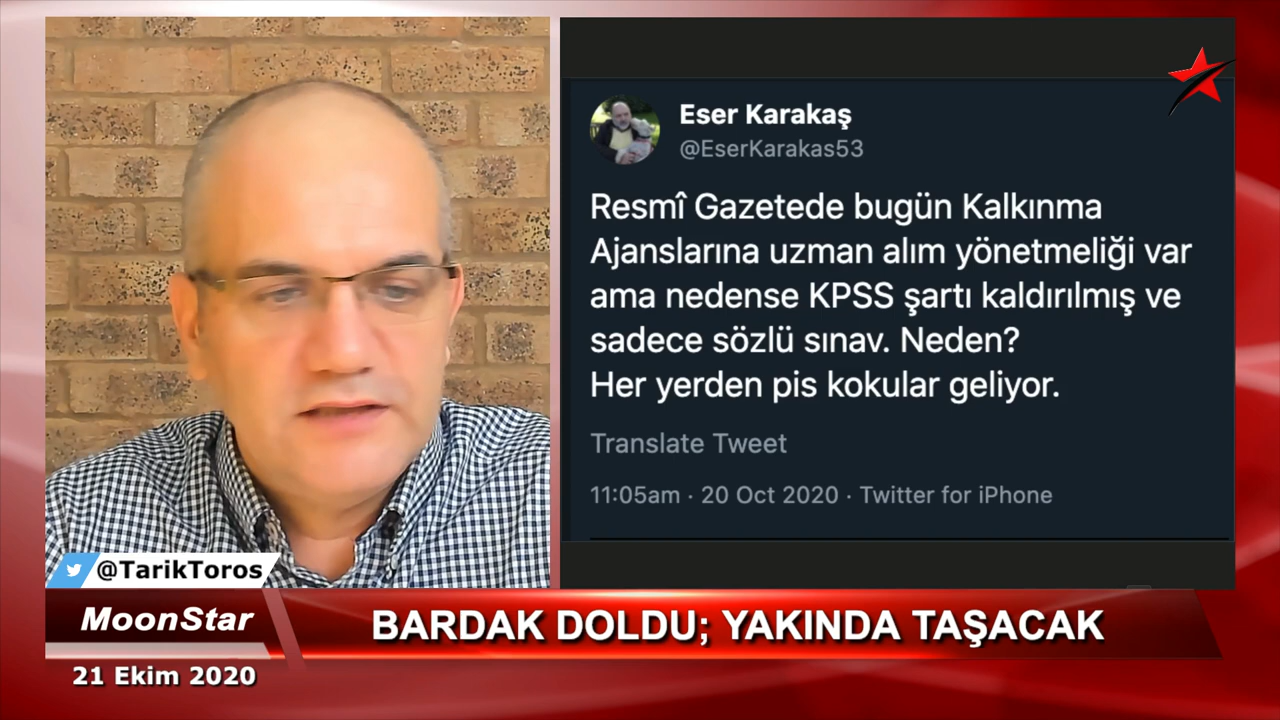 Eser Karakaş
@EserKarakas53
Resmî Gazetede bugün Kalkınma
Ajanslarına uzman alım yönetmeliği var
ama nedense KPSS şartı kaldırılmış ve
sadece sözlü sınav. Neden?
Her yerden pis kokular geliyor.
Translate Tweet
11:05am · 20 Oct 2020 · Twitter for iPhone
@TarikToros
MoonStar
BARDAK DOLDU; YAKINDA TAŞACAK
21 Ekim 2020